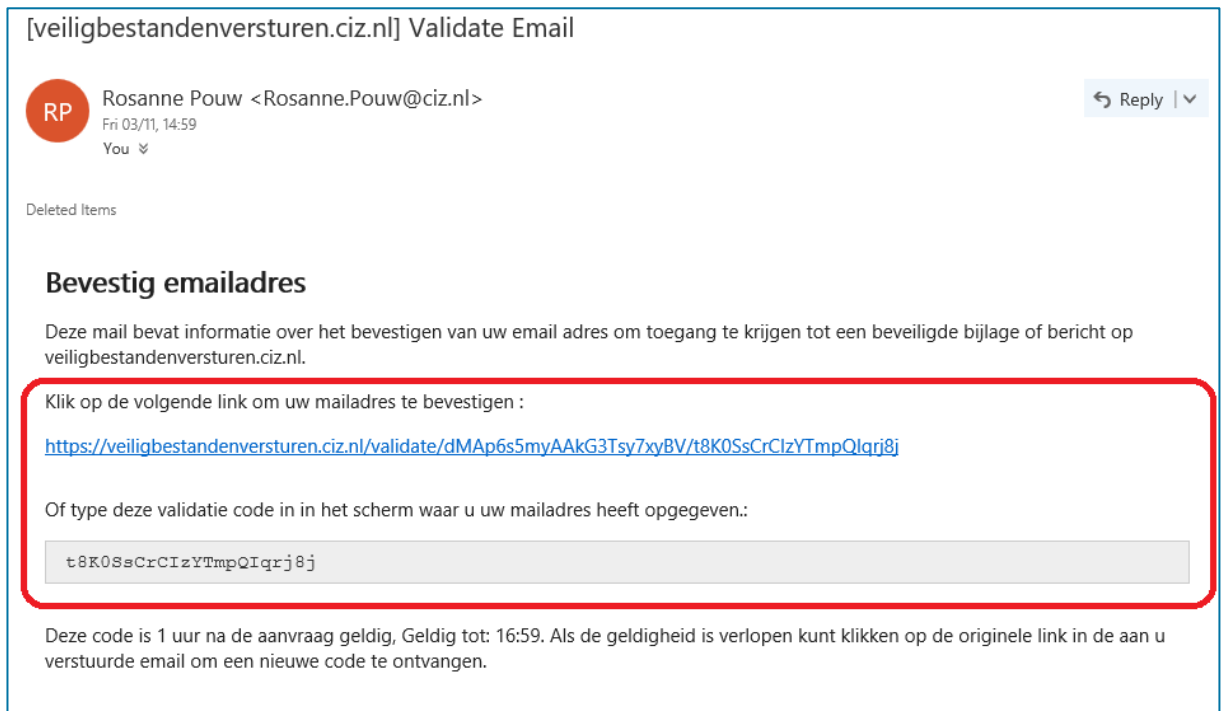 [veiligbestandenversturen.ciz.nl] Validate Email
RP
Rosanne Pouw <Rosanne.Pouw@ciz.nl>
Reply
Fri 03/11, 14:59
You
Deleted Items
Bevestig emailadres
Deze mail bevat informatie over het bevestigen van uw email adres om toegang te krijgen tot een beveiligde bijlage of bericht op
veiligbestandenversturen.ciz.nl.
Klik op de volgende link om uw mailadres te bevestigen :
https://veiligbestandenversturen.ciz.nl/validate/dMAp6s5myAAkG3Tsy7xyBV/t8K0SsCrCIzYTmpQIqrj8j
Of type deze validatie code in in het scherm waar u uw mailadres heeft opgegeven.:
t8K0SsCrCIzYTmpQIqrj8j
Deze code is 1 uur na de aanvraag geldig, Geldig tot: 16:59. Als de geldigheid is verlopen kunt klikken op de originele link in de aan u
verstuurde email om een nieuwe code te ontvangen.